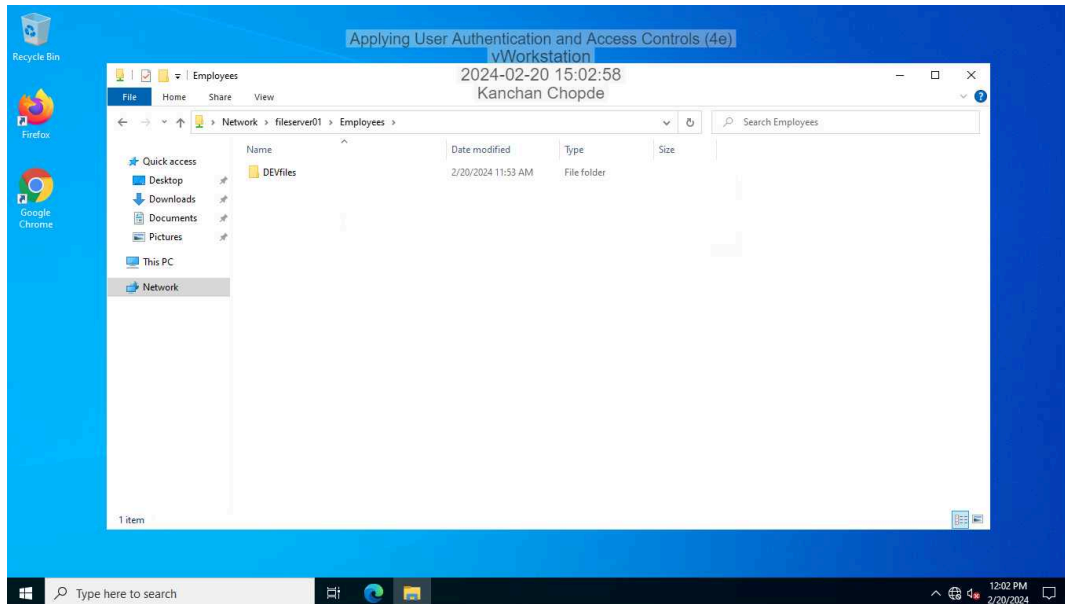 Recycle Bin
Applying User Authentication and Access Controls (4e)
vWorkstation
2024-02-20 15:02:58
Kanchan Chopde
Employees
File Home Share View
Network > fileserver01 > Employees >
Search Employees
Firefox
Name Date modified Type Size
Quick access
DEVfiles 2/20/2024 11:53 AM File folder
Desktop
Downloads
Documents
Pictures
Google
Chrome
This PC
Network
1 item
Type here to search
12:02 PM
2/20/2024